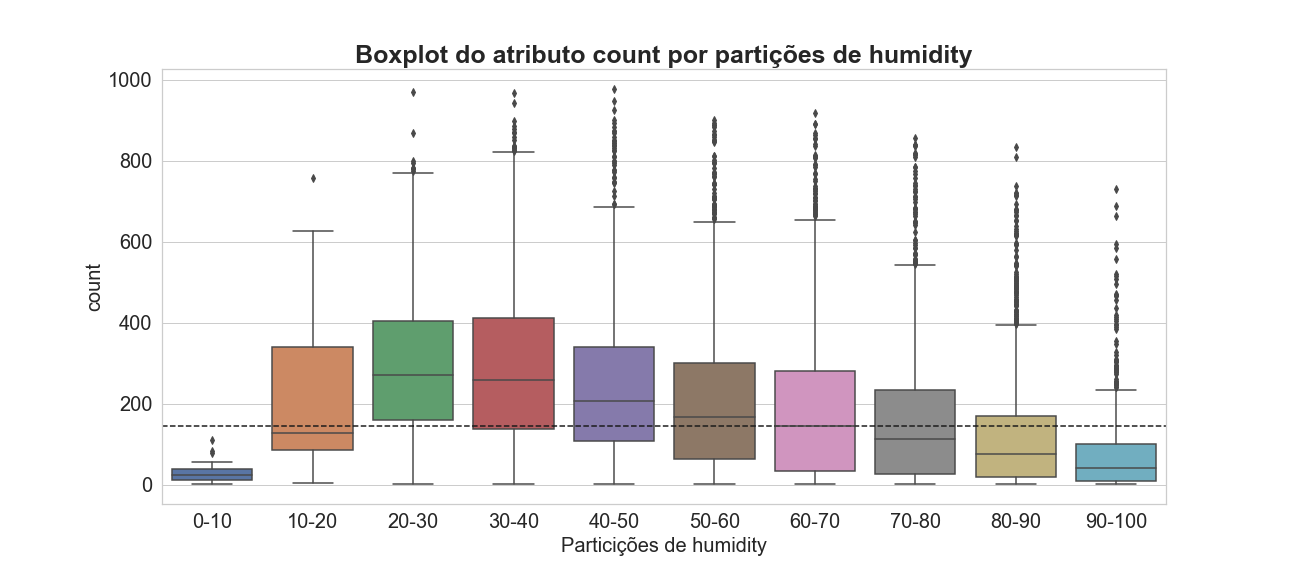 Boxplot do atributo count por partições de humidity
1000
800
600
400
200
0
count
0-10 10-20 20-30 30-40 40-50 50-60 60-70 70-80 80-90 90-100
Particições de humidity